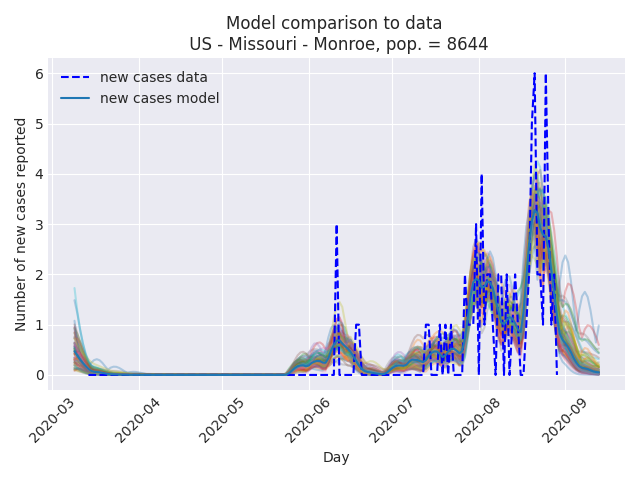 Model comparison to data
US - Missouri - Monroe, pop. = 8644
new cases data
new cases model
Number of new cases reported
6
5
4
3
2
1
0
2020-03
2020-04
2020-05
2020-06
2020-07
2020-08
2020-09
Day